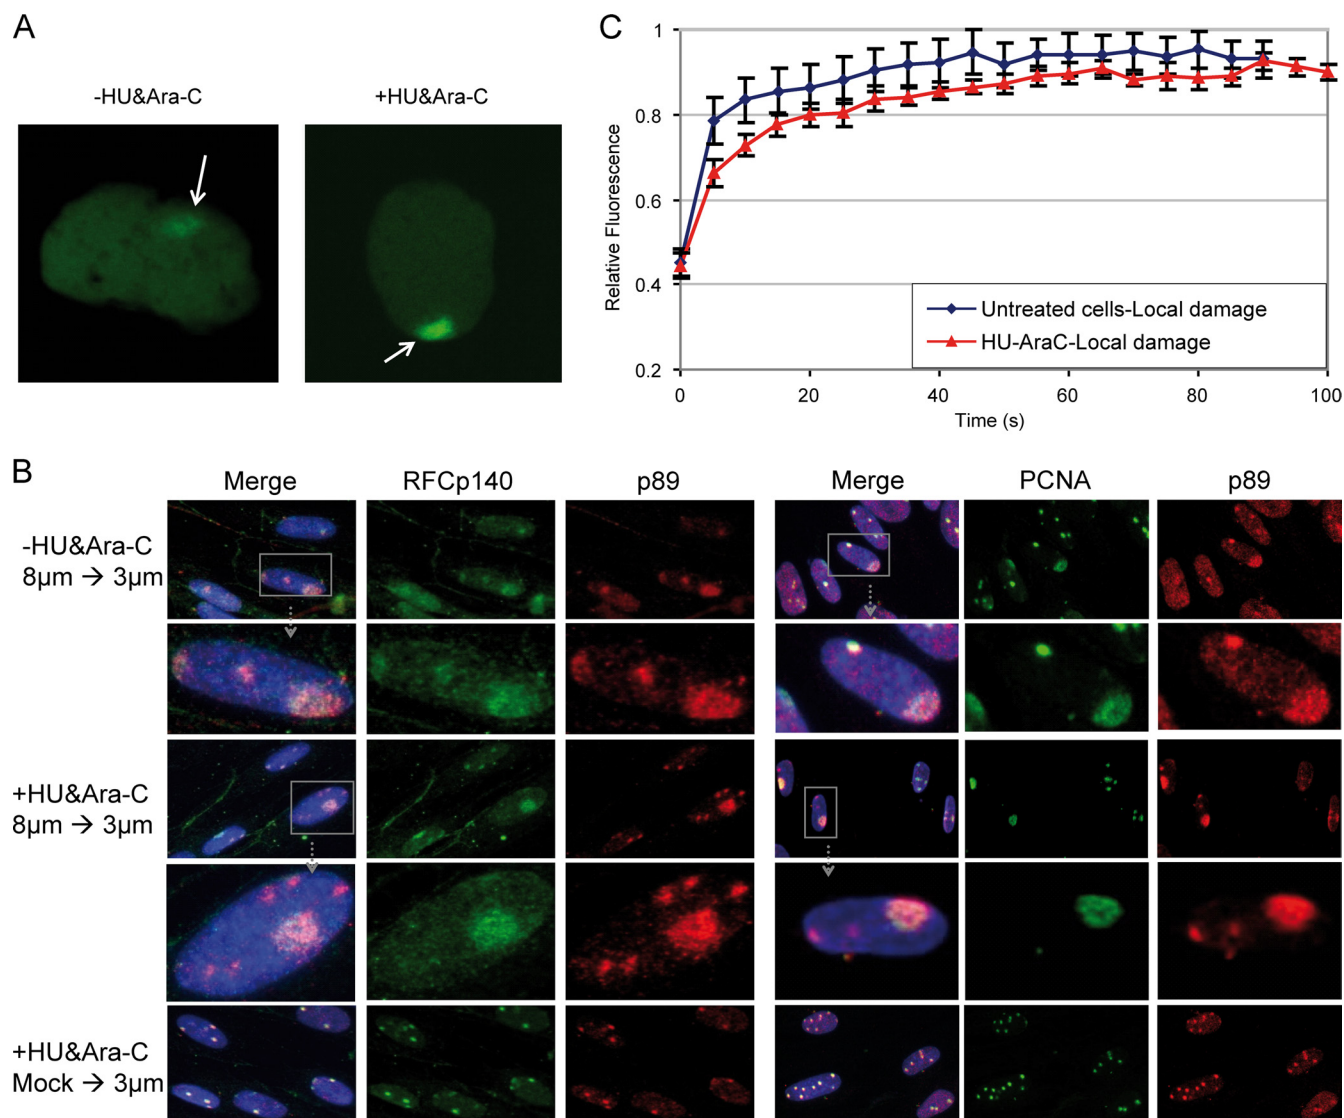 A
-HU&Ara-C
+HU&Ara-C
C
1
0.8
0.6
0.4
0.2
Relative Fluorescence
0
20
40
60
80
100
Time (s)
Untreated cells-Local damage
HU-AraC-Local damage
B
Merge
RFCp140
p89
Merge
PCNA
p89
-HU&Ara-C
8µm → 3µm
+HU&Ara-C
8µm → 3µm
+HU&Ara-C
Mock → 3µm